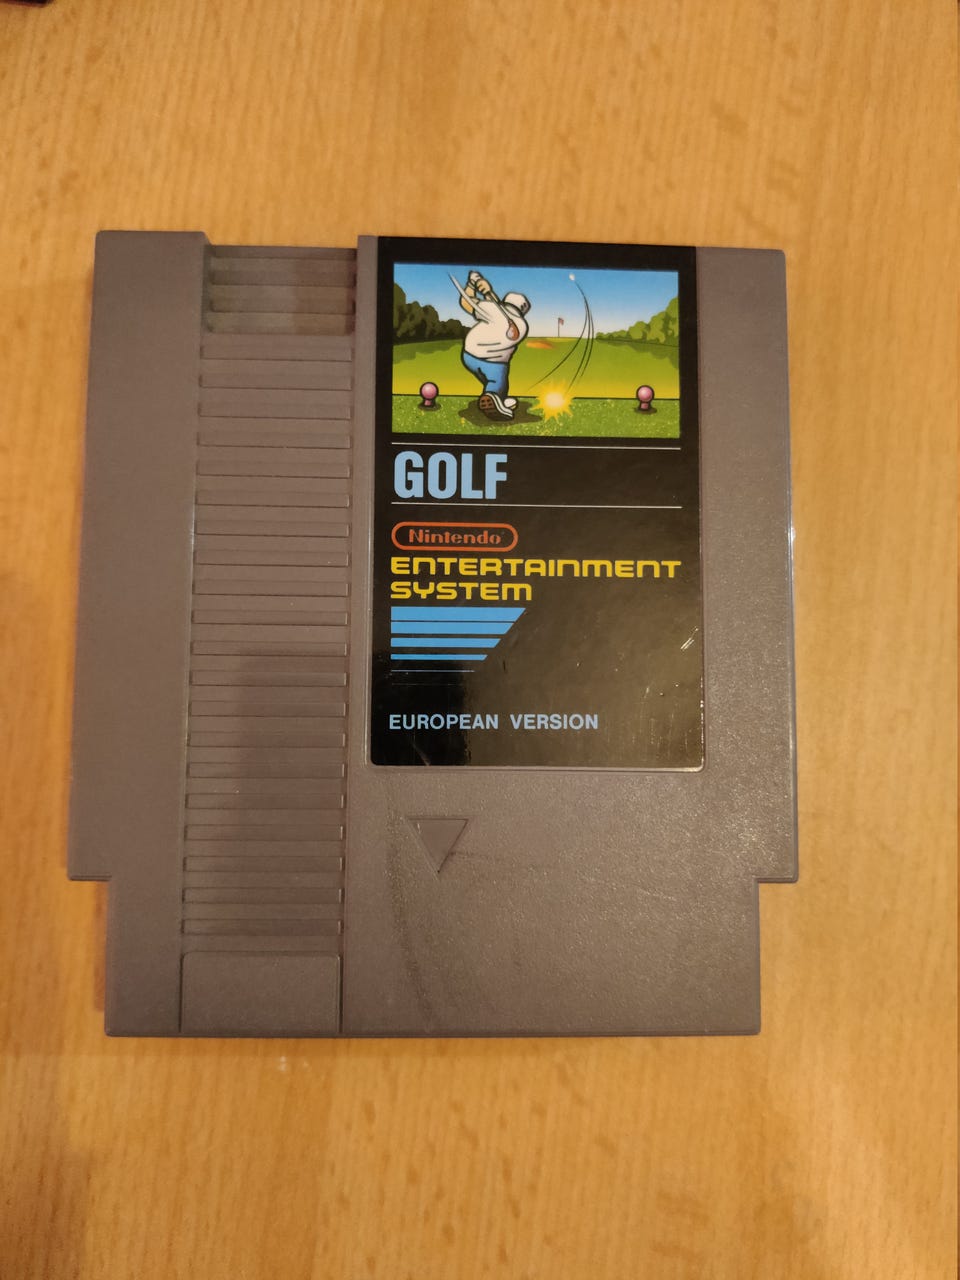 GOLF
Nintendo
ENTERTAINMENT
SYSTEM
EUROPEAN VERSION